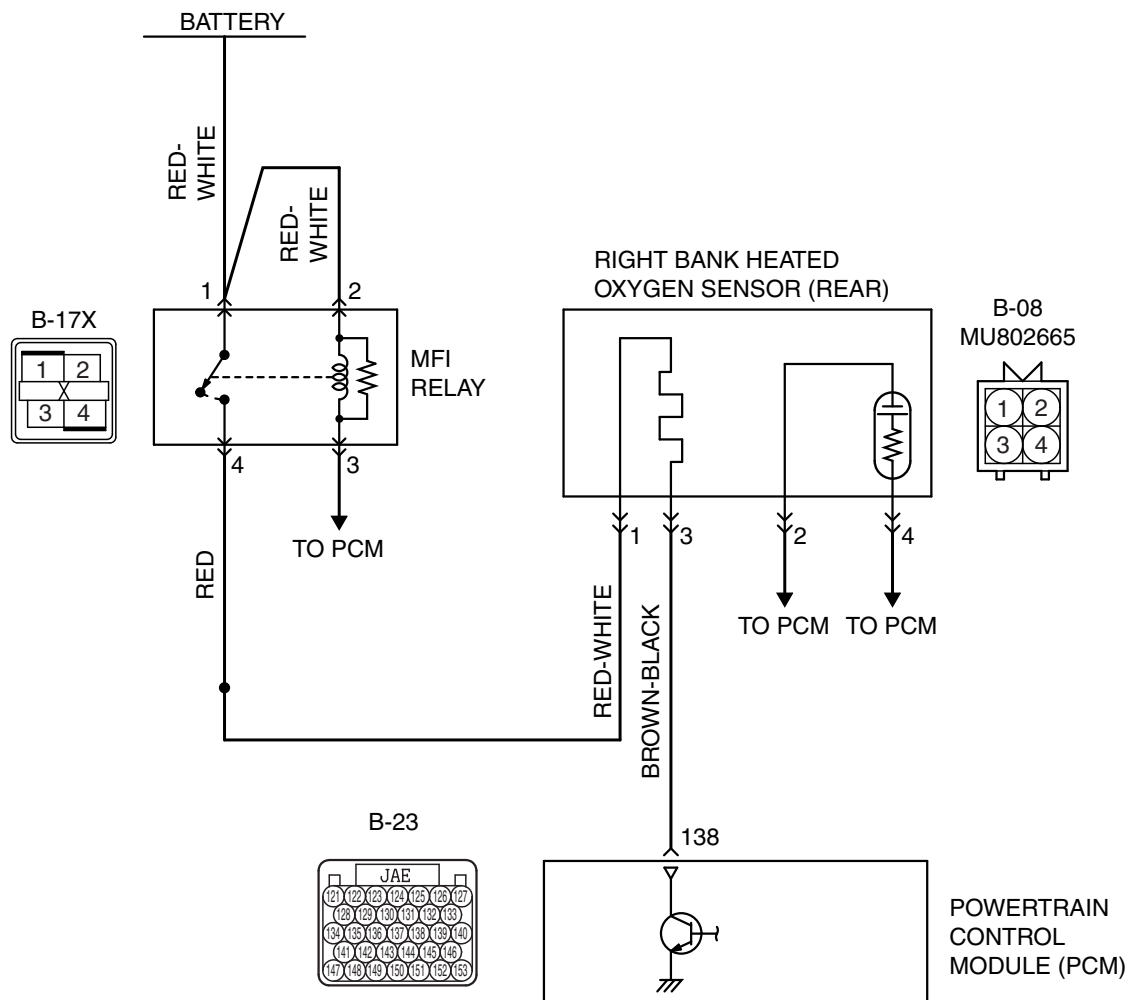 BATTERY
RED-
WHITE
RED-
WHITE
1
2
B-17X
1 2
X
3 4
MFI
RELAY
4
3
TO PCM
RED
RIGHT BANK HEATED
OXYGEN SENSOR (REAR)
B-08
MU802665
1 2
3 4
1
3
2
4
TO PCM
TO PCM
RED-WHITE
BROWN-BLACK
B-23
JAE
121 122 123 124 125 126 127
128 129 130 131 132 133
134 135 136 137 138 139 140
141 142 143 144 145 146
147 148 149 150 151 152 153
138
POWERTRAIN
CONTROL
MODULE (PCM)